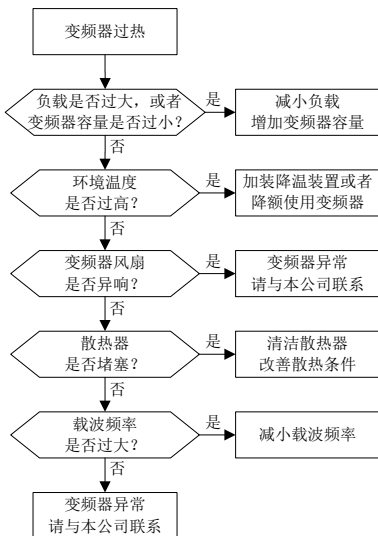 变频器过热
负载是否过大，或者
变频器容量是否过小？
是
减小负载
增加变频器容量
否
环境温度
是否过高？
是
加装降温装置或者
降额使用变频器
否
变频器风扇
是否异响？
是
变频器异常
请与本公司联系
否
散热器
是否堵塞？
是
清洁散热器
改善散热条件
否
载波频率
是否过大？
是
减小载波频率
否
变频器异常
请与本公司联系